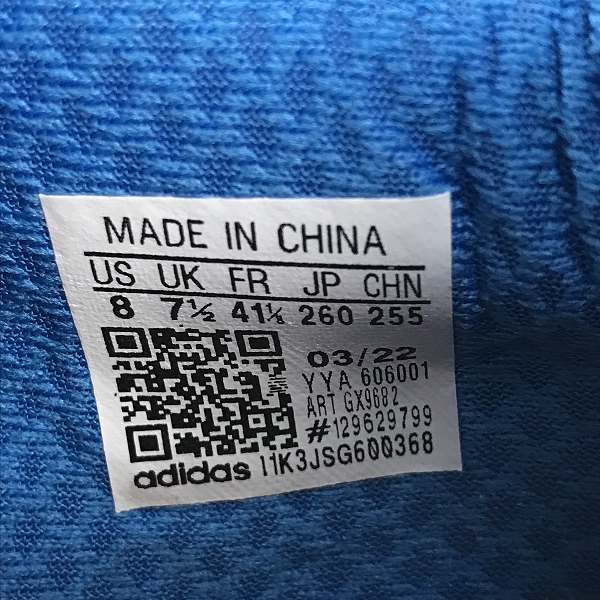 MADE IN CHINA
US UK FR JP CHN
8 7½ 41⅓ 260 255
03/22
YYA 606001
ART GX9682
#129629799
adidas 11K3JSG600368